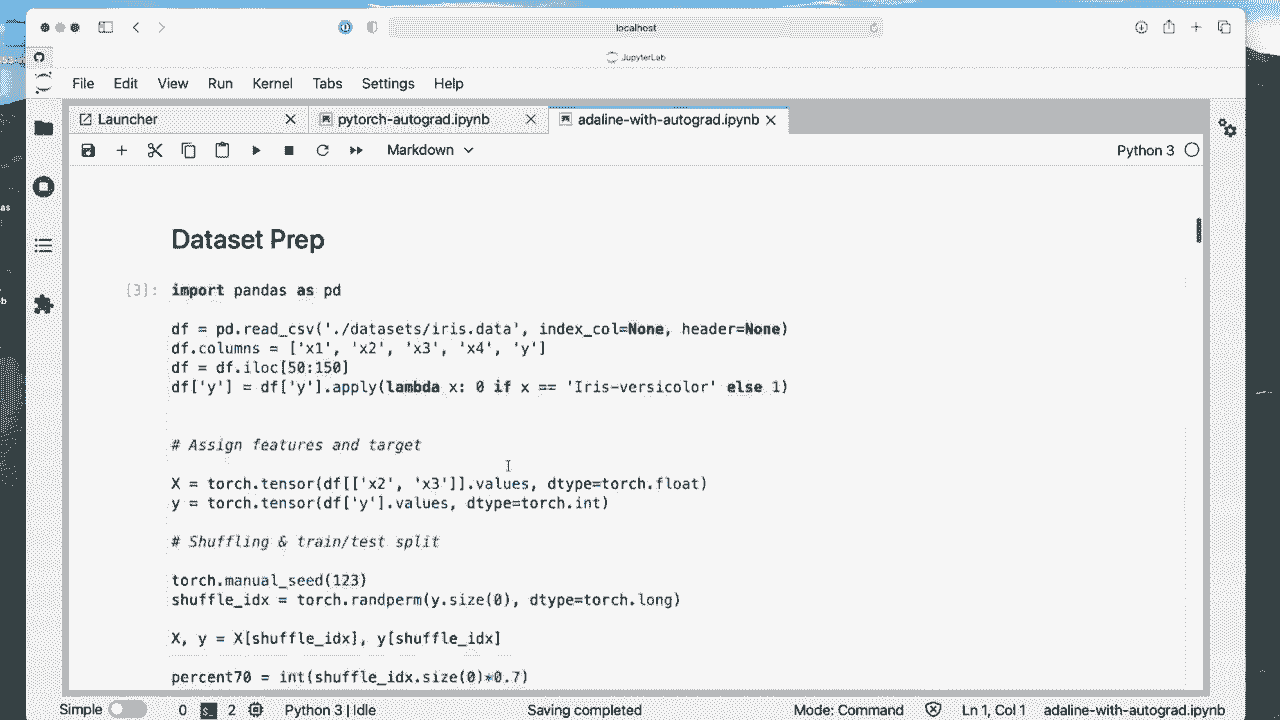 localhost
JupyterLab
File Edit View Run Kernel Tabs Settings Help
Launcher pytorch-autograd.ipynb adaline-with-autograd.ipynb
Markdown Python 3
Dataset Prep
[3]: import pandas as pd
df = pd.read_csv('./datasets/iris.data', index_col=None, header=None)
df.columns = ['x1', 'x2', 'x3', 'x4', 'y']
df = df.iloc[50:150]
df['y'] = df['y'].apply(lambda x: 0 if x == 'Iris-versicolor' else 1)
# Assign features and target
X = torch.tensor(df[['x2', 'x3']].values, dtype=torch.float)
y = torch.tensor(df['y'].values, dtype=torch.int)
# Shuffling & train/test split
torch.manual_seed(123)
shuffle_idx = torch.randperm(y.size(0), dtype=torch.long)
X, y = X[shuffle_idx], y[shuffle_idx]
percent70 = int(shuffle_idx.size(0)*0.7)
Simple 0 2 Python 3 | Idle Saving completed Mode: Command Ln 1, Col 1 adaline-with-autograd.ipynb